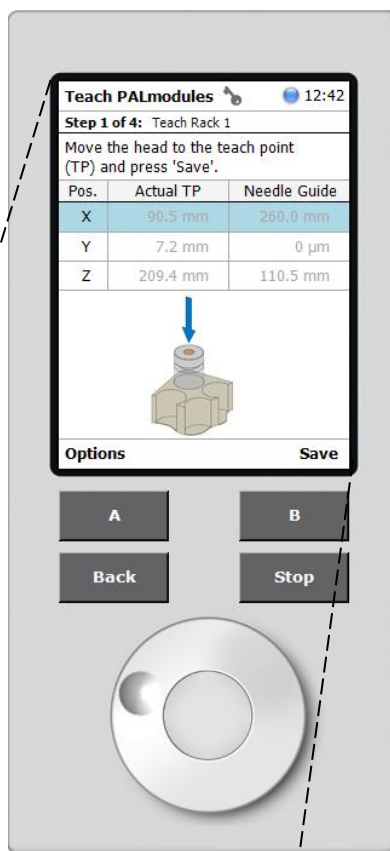 Teach PALmodules 12:42
Step 1 of 4: Teach Rack 1
Move the head to the teach point
(TP) and press 'Save'.
Pos. Actual TP Needle Guide
X 90.5 mm 260.0 mm
Y 7.2 mm 0 µm
Z 209.4 mm 110.5 mm
Options Save
A B
Back Stop